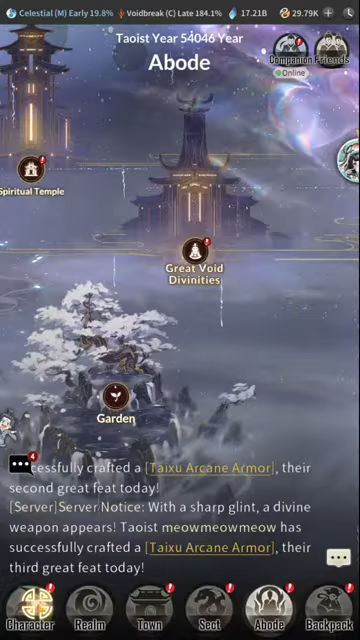 Celestial (M) Early 19.8% Voidbreak (C) Late 184.1% 17.21B 29.79K
Taoist Year 54046 Year
Abode
Companion Friends
Online
Spiritual Temple
Great Void
Divinities
Garden
4
cessfully crafted a [Taixu Arcane Armor], their
second great feat today!
[Server]Server Notice: With a sharp glint, a divine
weapon appears! Taoist meowmeowmeow has
successfully crafted a [Taixu Arcane Armor], their
third great feat today!
Character Realm Town Sect Abode Backpack